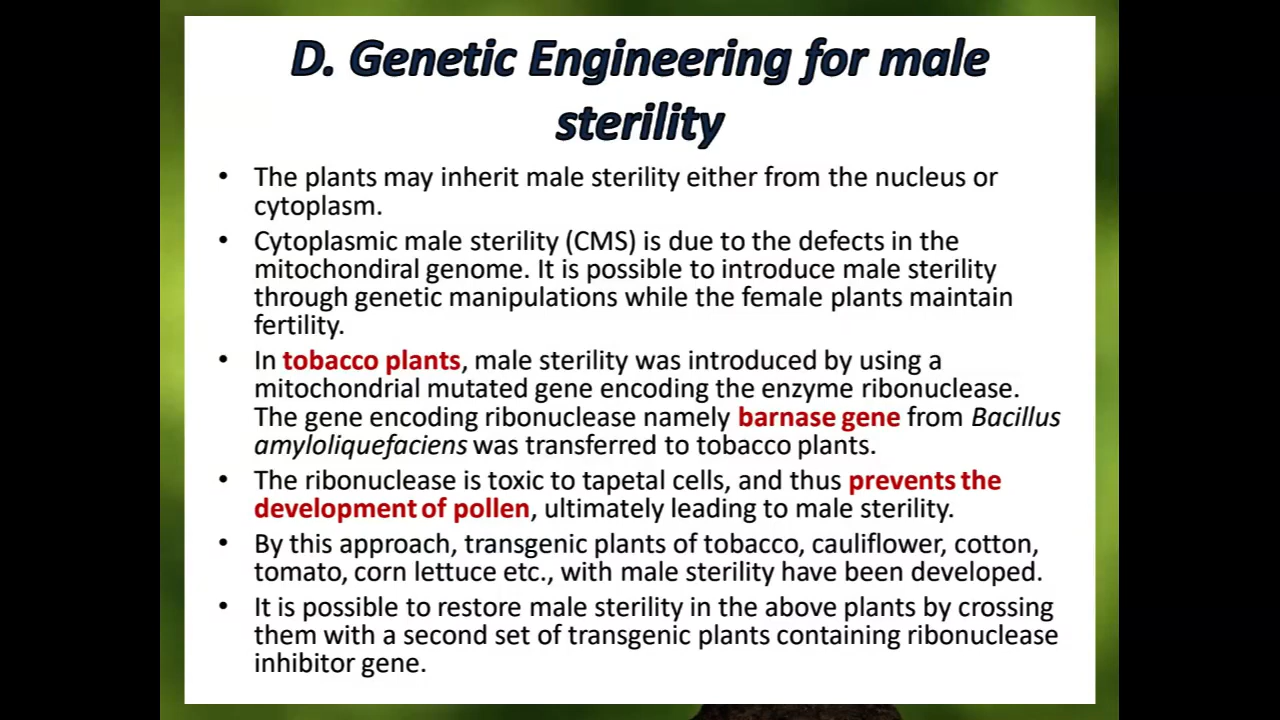 D. Genetic Engineering for male
sterility
• The plants may inherit male sterility either from the nucleus or
cytoplasm.
• Cytoplasmic male sterility (CMS) is due to the defects in the
mitochondiral genome. It is possible to introduce male sterility
through genetic manipulations while the female plants maintain
fertility.
• In tobacco plants, male sterility was introduced by using a
mitochondrial mutated gene encoding the enzyme ribonuclease.
The gene encoding ribonuclease namely barnase gene from Bacillus
amyloliquefaciens was transferred to tobacco plants.
• The ribonuclease is toxic to tapetal cells, and thus prevents the
development of pollen, ultimately leading to male sterility.
• By this approach, transgenic plants of tobacco, cauliflower, cotton,
tomato, corn lettuce etc., with male sterility have been developed.
• It is possible to restore male sterility in the above plants by crossing
them with a second set of transgenic plants containing ribonuclease
inhibitor gene.